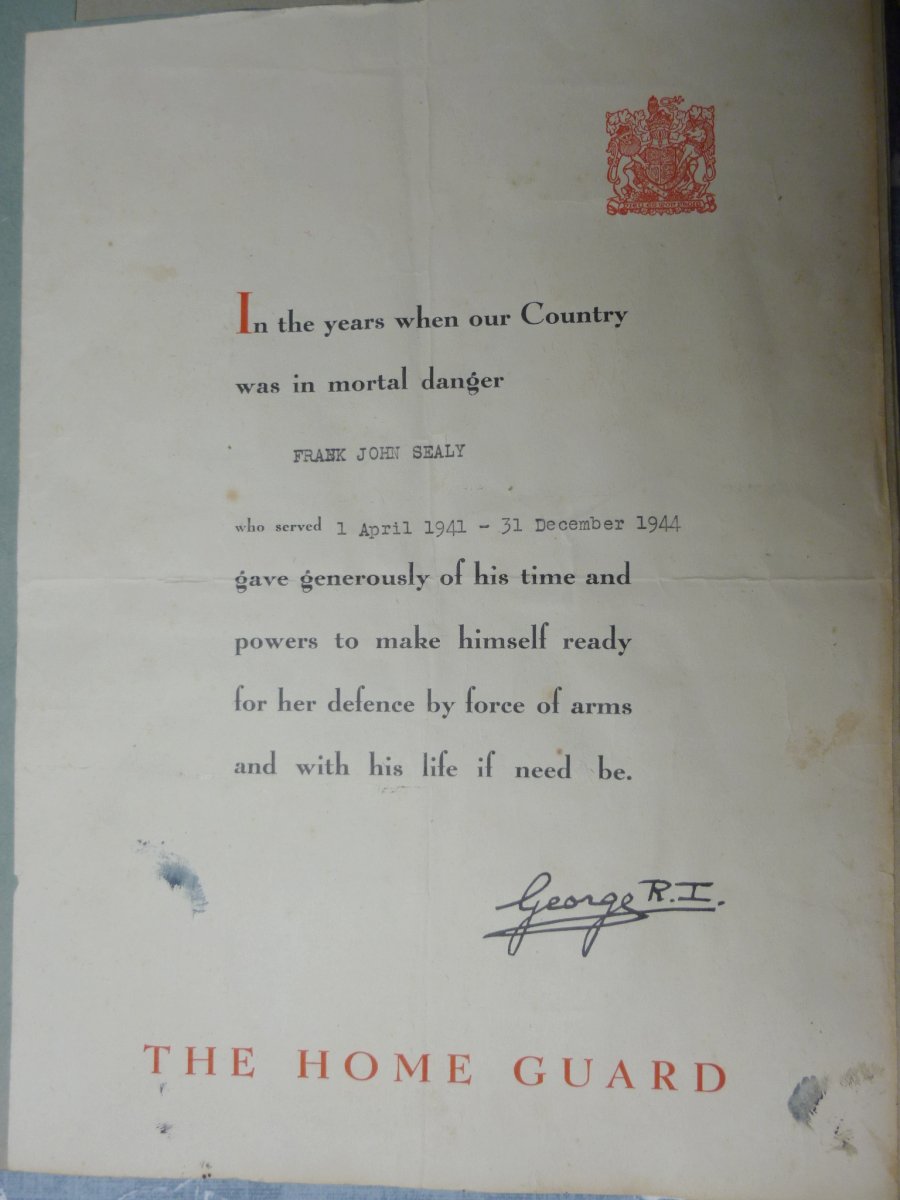 In the years when our Country
was in mortal danger
FRANK JOHN SEALY
who served 1 April 1941 - 31 December 1944
gave generously of his time and
powers to make himself ready
for her defence by force of arms
and with his life if need be.
George R.I.
THE HOME GUARD